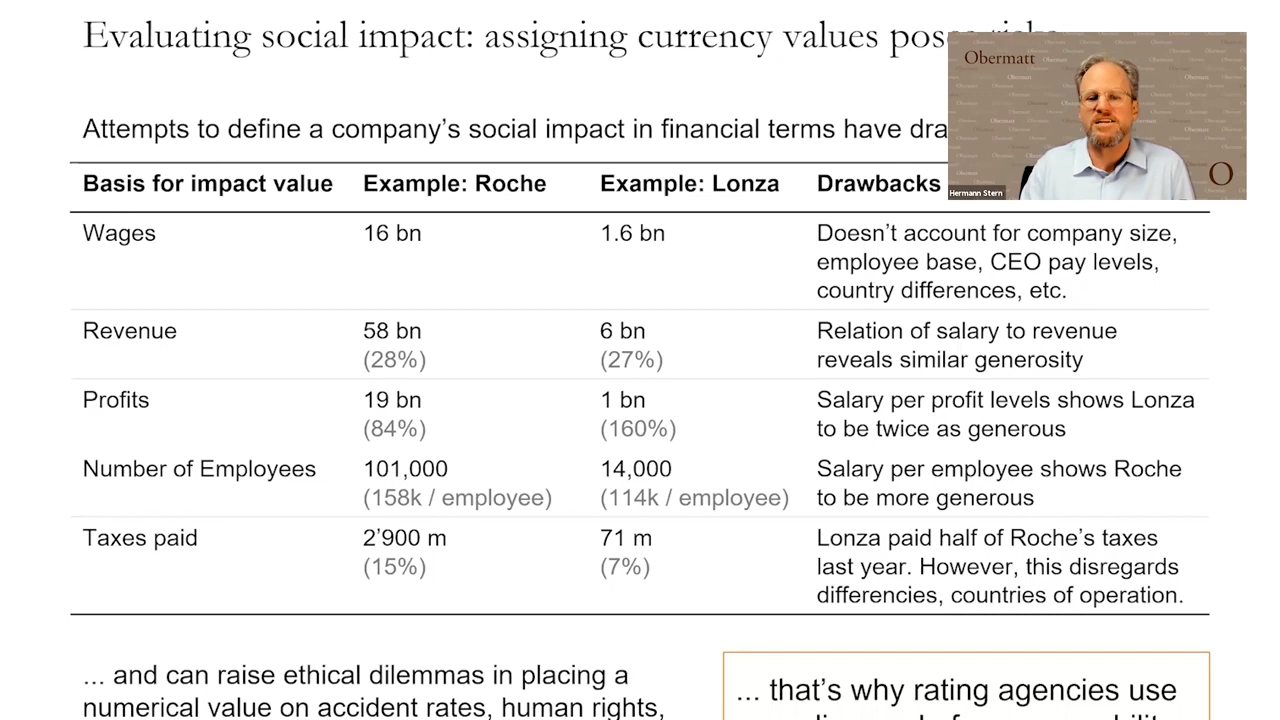 Evaluating social impact: assigning currency values poses risks
Obermatt
Hermann Stern
O
Attempts to define a company’s social impact in financial terms have dra
Basis for impact value Example: Roche Example: Lonza Drawbacks
Wages 16 bn 1.6 bn Doesn’t account for company size,
employee base, CEO pay levels,
country differences, etc.
Revenue 58 bn 6 bn Relation of salary to revenue
(28%) (27%) reveals similar generosity
Profits 19 bn 1 bn Salary per profit levels shows Lonza
(84%) (160%) to be twice as generous
Number of Employees 101,000 14,000 Salary per employee shows Roche
(158k / employee) (114k / employee) to be more generous
Taxes paid 2’900 m 71 m Lonza paid half of Roche’s taxes
(15%) (7%) last year. However, this disregards
differencies, countries of operation.
... and can raise ethical dilemmas in placing a
numerical value on accident rates, human rights,
... that’s why rating agencies use